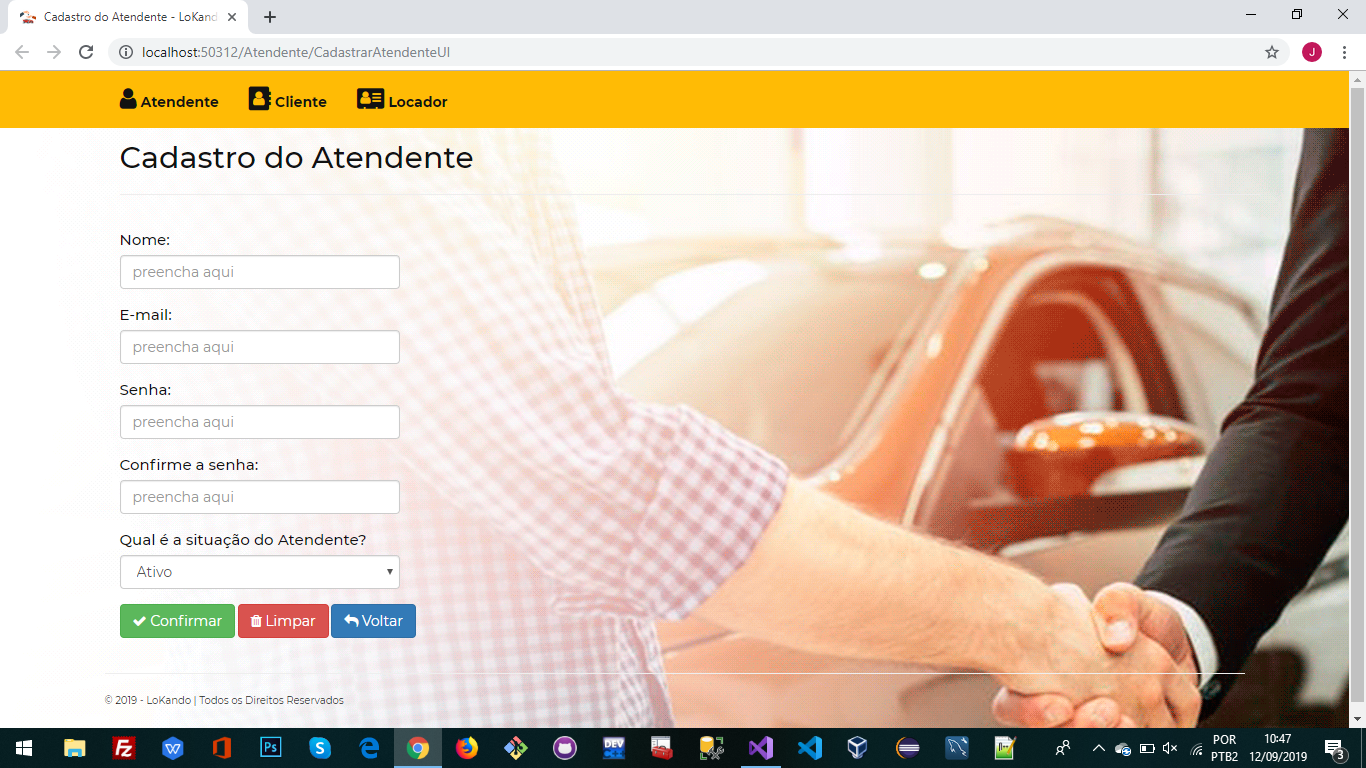 Cadastro do Atendente - LoKand
localhost:50312/Atendente/CadastrarAtendenteUI
J
Atendente Cliente Locador
Cadastro do Atendente
Nome:
preencha aqui
E-mail:
preencha aqui
Senha:
preencha aqui
Confirme a senha:
preencha aqui
Qual é a situação do Atendente?
Ativo
Confirmar Limpar Voltar
© 2019 - LoKando | Todos os Direitos Reservados
POR 10:47
PTB2 12/09/2019 3